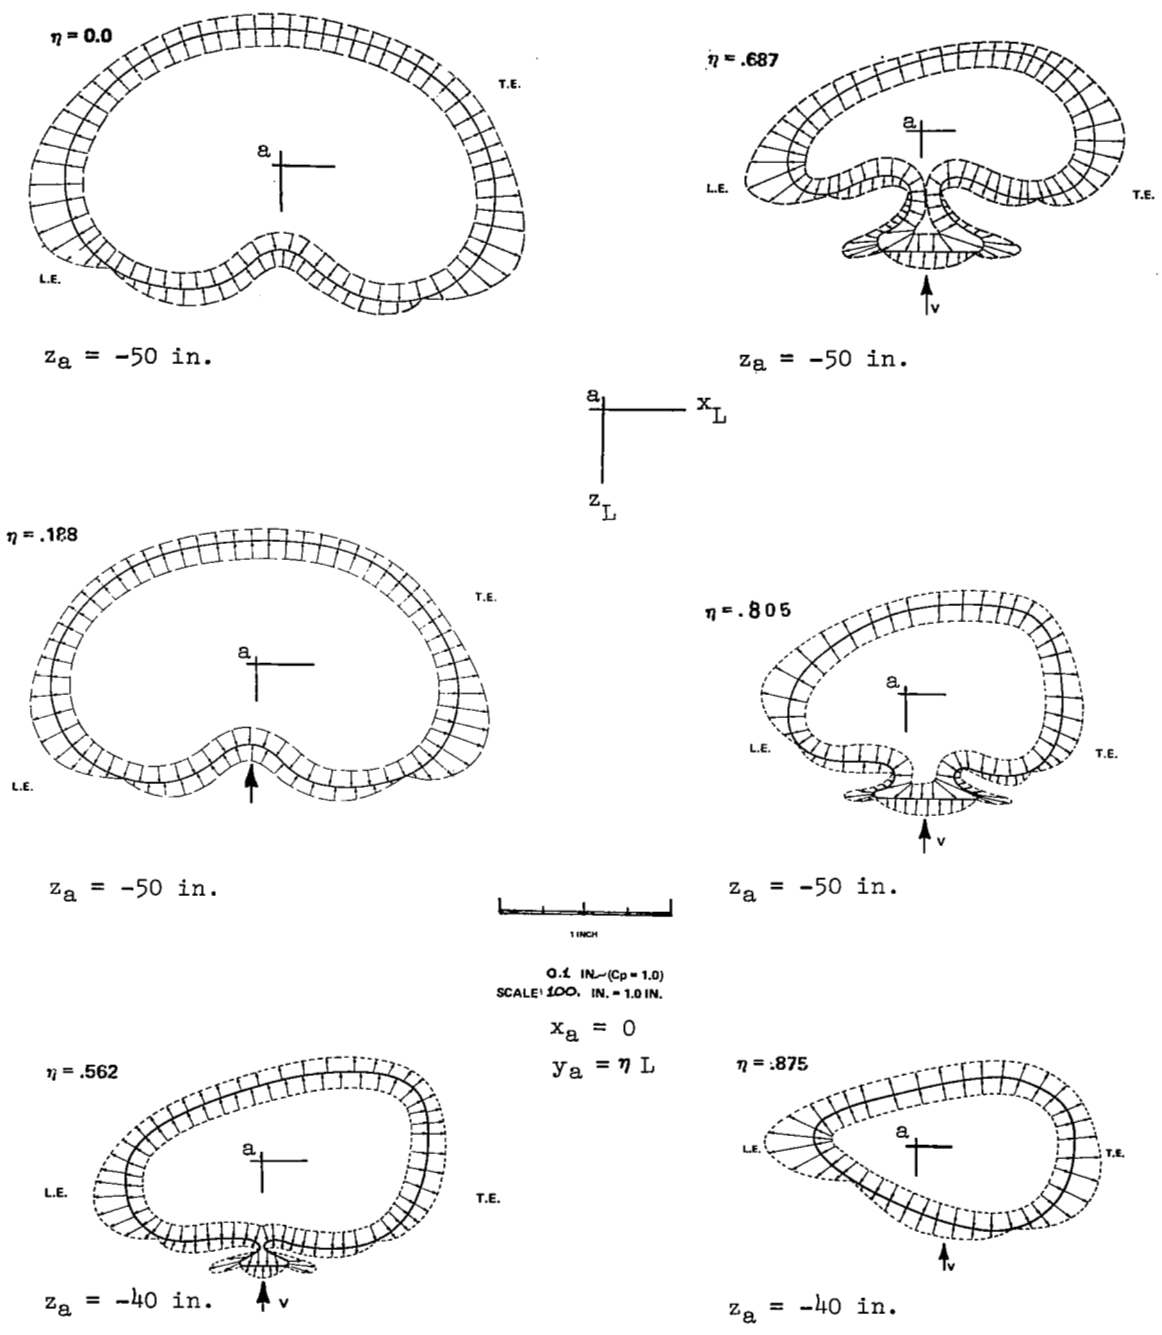 η = 0.0
T.E.
a
L.E.
z_a = -50 in.
η = .687
a
L.E.
T.E.
v
z_a = -50 in.
a
x_L
z_L
η = .188
T.E.
a
L.E.
z_a = -50 in.
η = .805
a
L.E.
T.E.
v
z_a = -50 in.
1 INCH
0.1 IN.~(Cp = 1.0)
SCALE: 100. IN. = 1.0 IN.
x_a = 0
y_a = η L
η = .562
a
L.E.
T.E.
v
z_a = -40 in.
η = .875
a
L.E.
T.E.
v
z_a = -40 in.